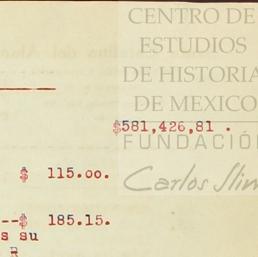 CENTRO DE
ESTUDIOS
DE HISTORIA
DE MEXICO
$581,426,81 .
FUNDACIÓN
$ 115.oo.
Carlos Slim
--$ 185.15.
s su
R